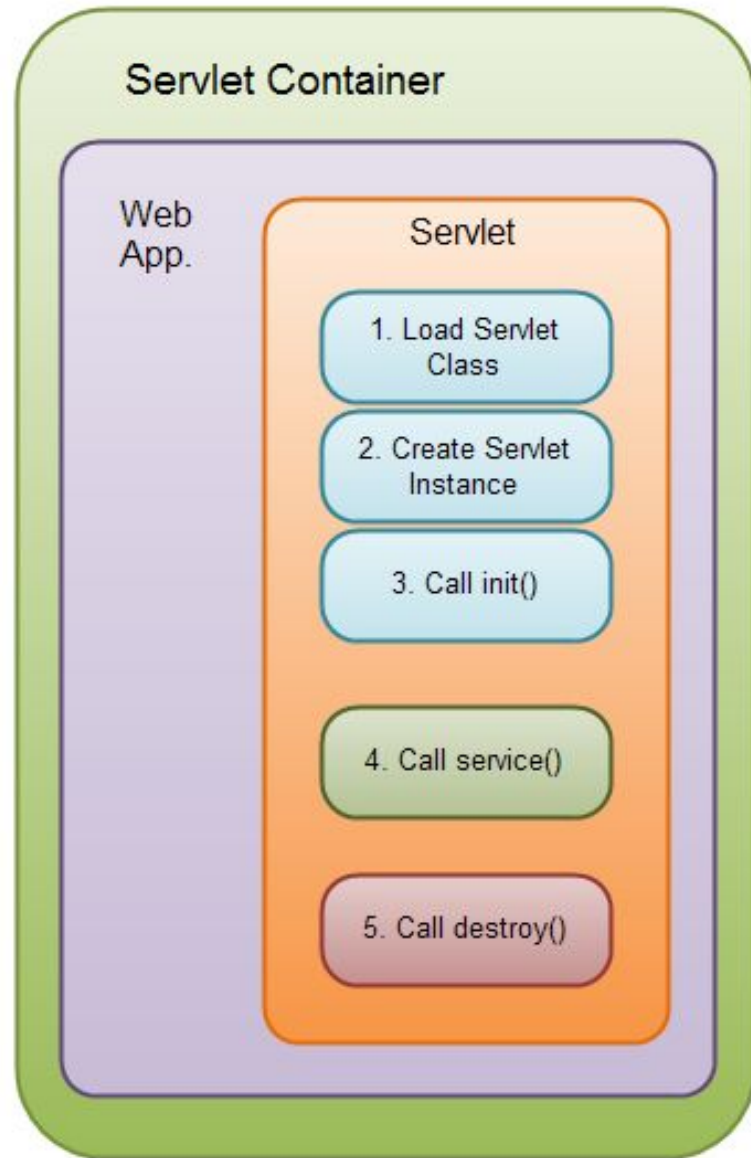 Servlet Container
Web
App.
Servlet
1. Load Servlet
Class
2. Create Servlet
Instance
3. Call init()
4. Call service()
5. Call destroy()